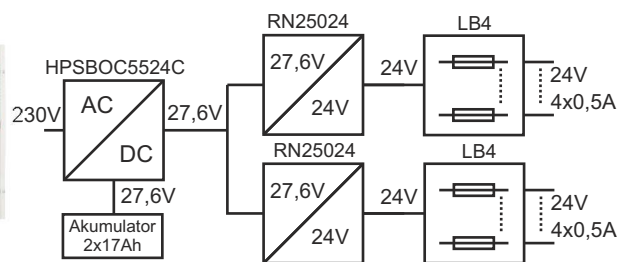 RN25024
LB4
HPSBOC5524C
27,6V
24V
24V
24V
4x0,5A
230V
AC
DC
27,6V
27,6V
Akumulator
2x17Ah
RN25024
LB4
27,6V
24V
24V
24V
4x0,5A